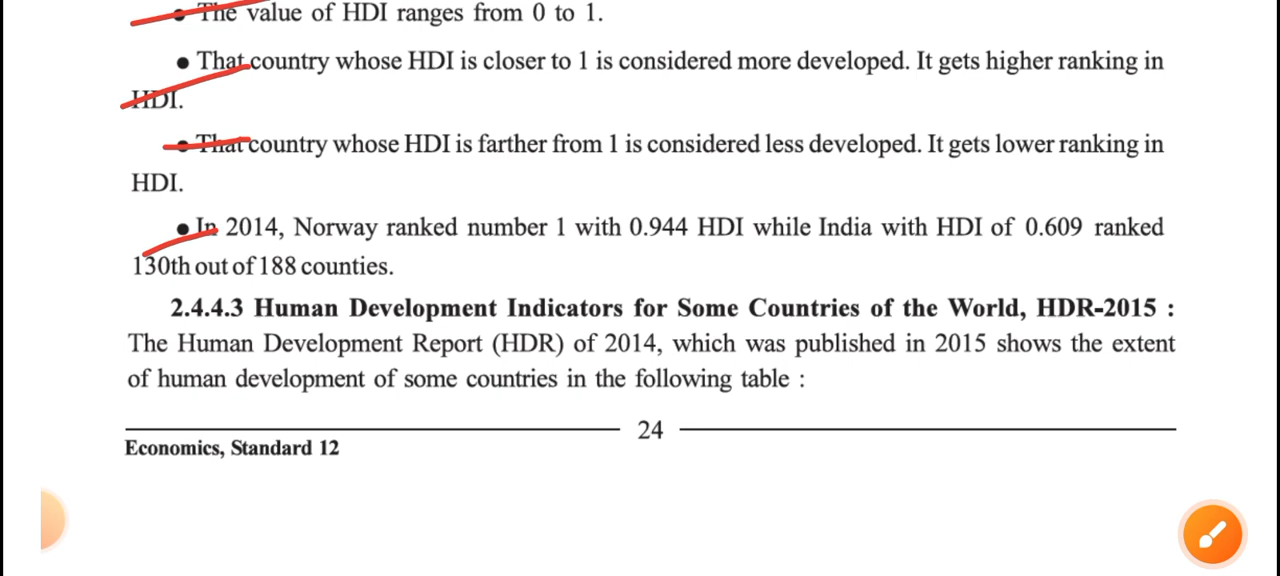 • The value of HDI ranges from 0 to 1.
• That country whose HDI is closer to 1 is considered more developed. It gets higher ranking in
HDI.
• That country whose HDI is farther from 1 is considered less developed. It gets lower ranking in
HDI.
• In 2014, Norway ranked number 1 with 0.944 HDI while India with HDI of 0.609 ranked
130th out of 188 counties.
2.4.4.3 Human Development Indicators for Some Countries of the World, HDR-2015 :
The Human Development Report (HDR) of 2014, which was published in 2015 shows the extent
of human development of some countries in the following table :
24
Economics, Standard 12